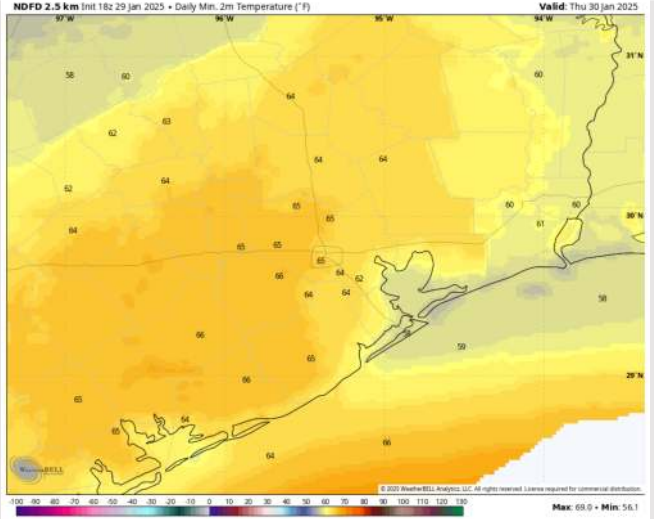 NDFD 2.5 km Init 18z 29 Jan 2025 • Daily Min. 2m Temperature (°F) Valid: Thu 30 Jan 2025
97°W 96°W 95°W 94°W
31°N
58 60 60
64
63
62
64 64
64
62
65 60 60
65 61
64
65 65
65
66 64 62
64 64
58
66 59
65
29°N
66
65
64
65
66
64
30°N
WeatherBELL
© 2020 WeatherBELL Analytics, LLC. All rights reserved. License required for commercial distribution.
-100 -90 -80 -70 -60 -50 -40 -30 -20 -10 0 10 20 30 40 50 60 70 80 90 100 110 120 130
Max: 69.0 • Min: 56.1